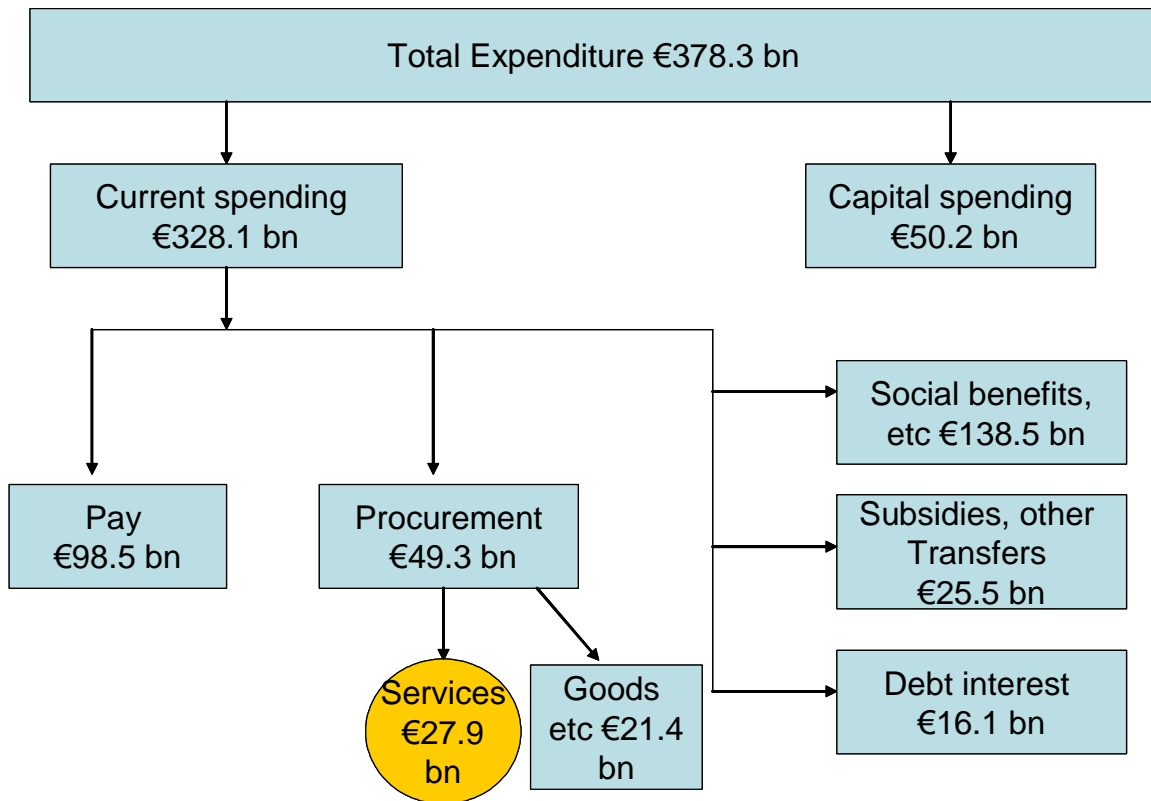 Total Expenditure €378.3 bn
Current spending
€328.1 bn
Capital spending
€50.2 bn
Social benefits,
etc €138.5 bn
Pay
€98.5 bn
Procurement
€49.3 bn
Subsidies, other
Transfers
€25.5 bn
Services
€27.9
bn
Goods
etc €21.4
bn
Debt interest
€16.1 bn